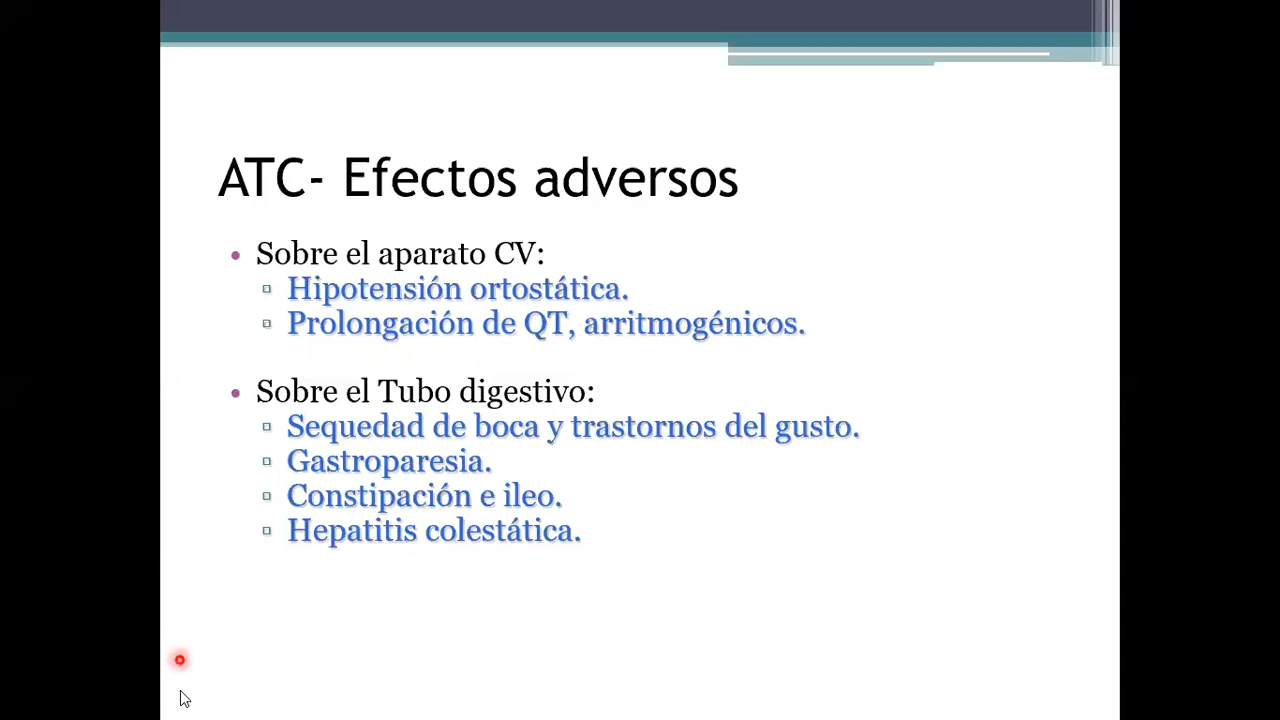 ATC- Efectos adversos
• Sobre el aparato CV:
▫ Hipotensión ortostática.
▫ Prolongación de QT, arritmogénicos.
• Sobre el Tubo digestivo:
▫ Sequedad de boca y trastornos del gusto.
▫ Gastroparesia.
▫ Constipación e ileo.
▫ Hepatitis colestática.